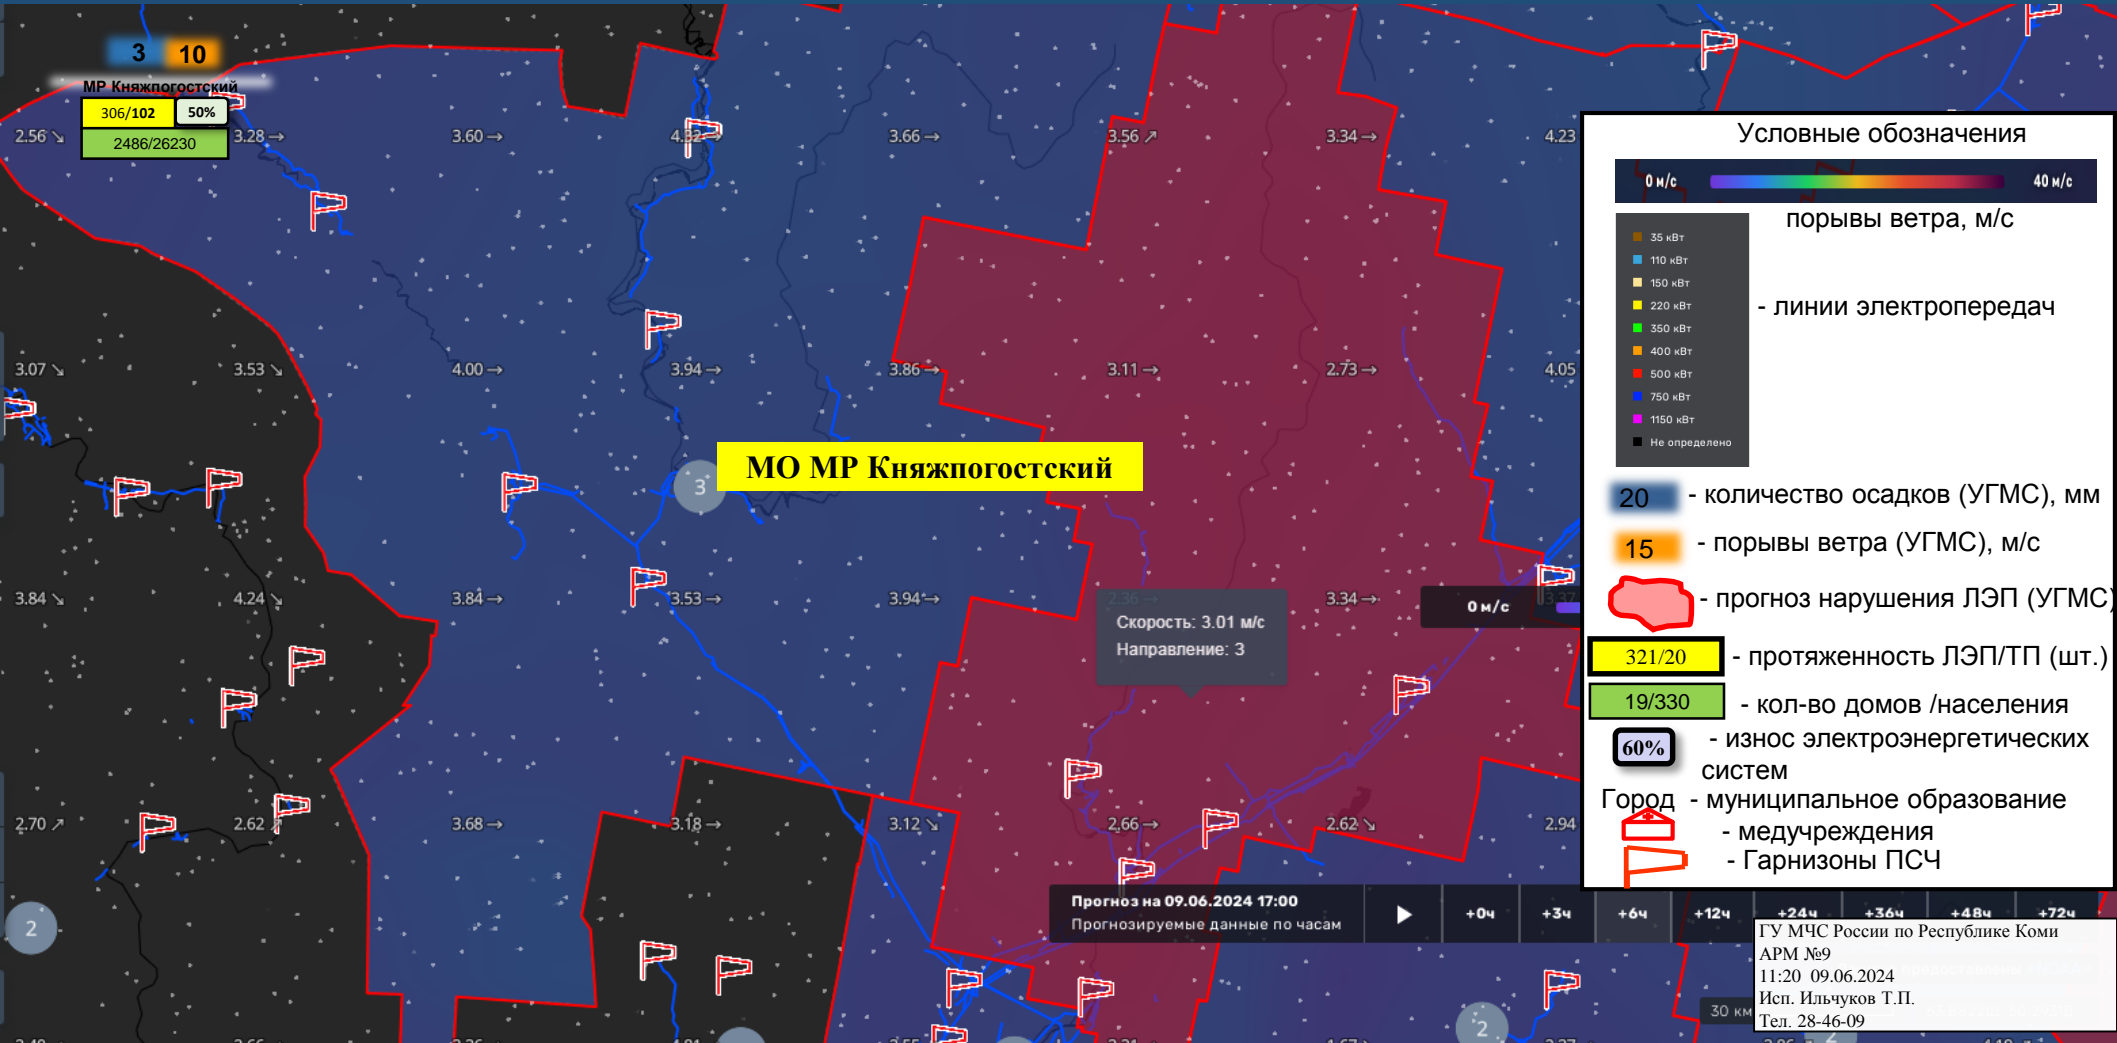 3 10
МР Княжпогостский
306/102 50%
2486/26230
2.56 ↘ 3.28 → 3.60 → 4.32 → 3.66 → 3.56 ↗ 3.34 → 4.23
3.07 ↘ 3.53 ↘ 4.00 → 3.94 → 3.86 → 3.11 → 2.73 → 4.05
МО МР Княжпогостский
3
3.84 ↘ 4.24 ↘ 3.84 → 3.53 → 3.94 → 2.36 3.34 → 3.37
0 м/с
Скорость: 3.01 м/с
Направление: З
2.70 ↗ 2.62 3.68 → 3.18 → 3.12 ↘ 2.66 → 2.62 ↘ 2.94
2
Прогноз на 09.06.2024 17:00
Прогнозируемые данные по часам
+0ч +3ч +6ч +12ч +24ч +36ч +48ч +72ч
2
30 км
Условные обозначения
0 м/с 40 м/с
порывы ветра, м/с
35 кВт
110 кВт
150 кВт
220 кВт
350 кВт
400 кВт
500 кВт
750 кВт
1150 кВт
Не определено
- линии электропередач
20 - количество осадков (УГМС), мм
15 - порывы ветра (УГМС), м/с
- прогноз нарушения ЛЭП (УГМС)
321/20 - протяженность ЛЭП/ТП (шт.)
19/330 - кол-во домов /населения
60% - износ электроэнергетических
систем
Город - муниципальное образование
- медучреждения
- Гарнизоны ПСЧ
ГУ МЧС России по Республике Коми
АРМ №9
11:20 09.06.2024
Исп. Ильчуков Т.П.
Тел. 28-46-09